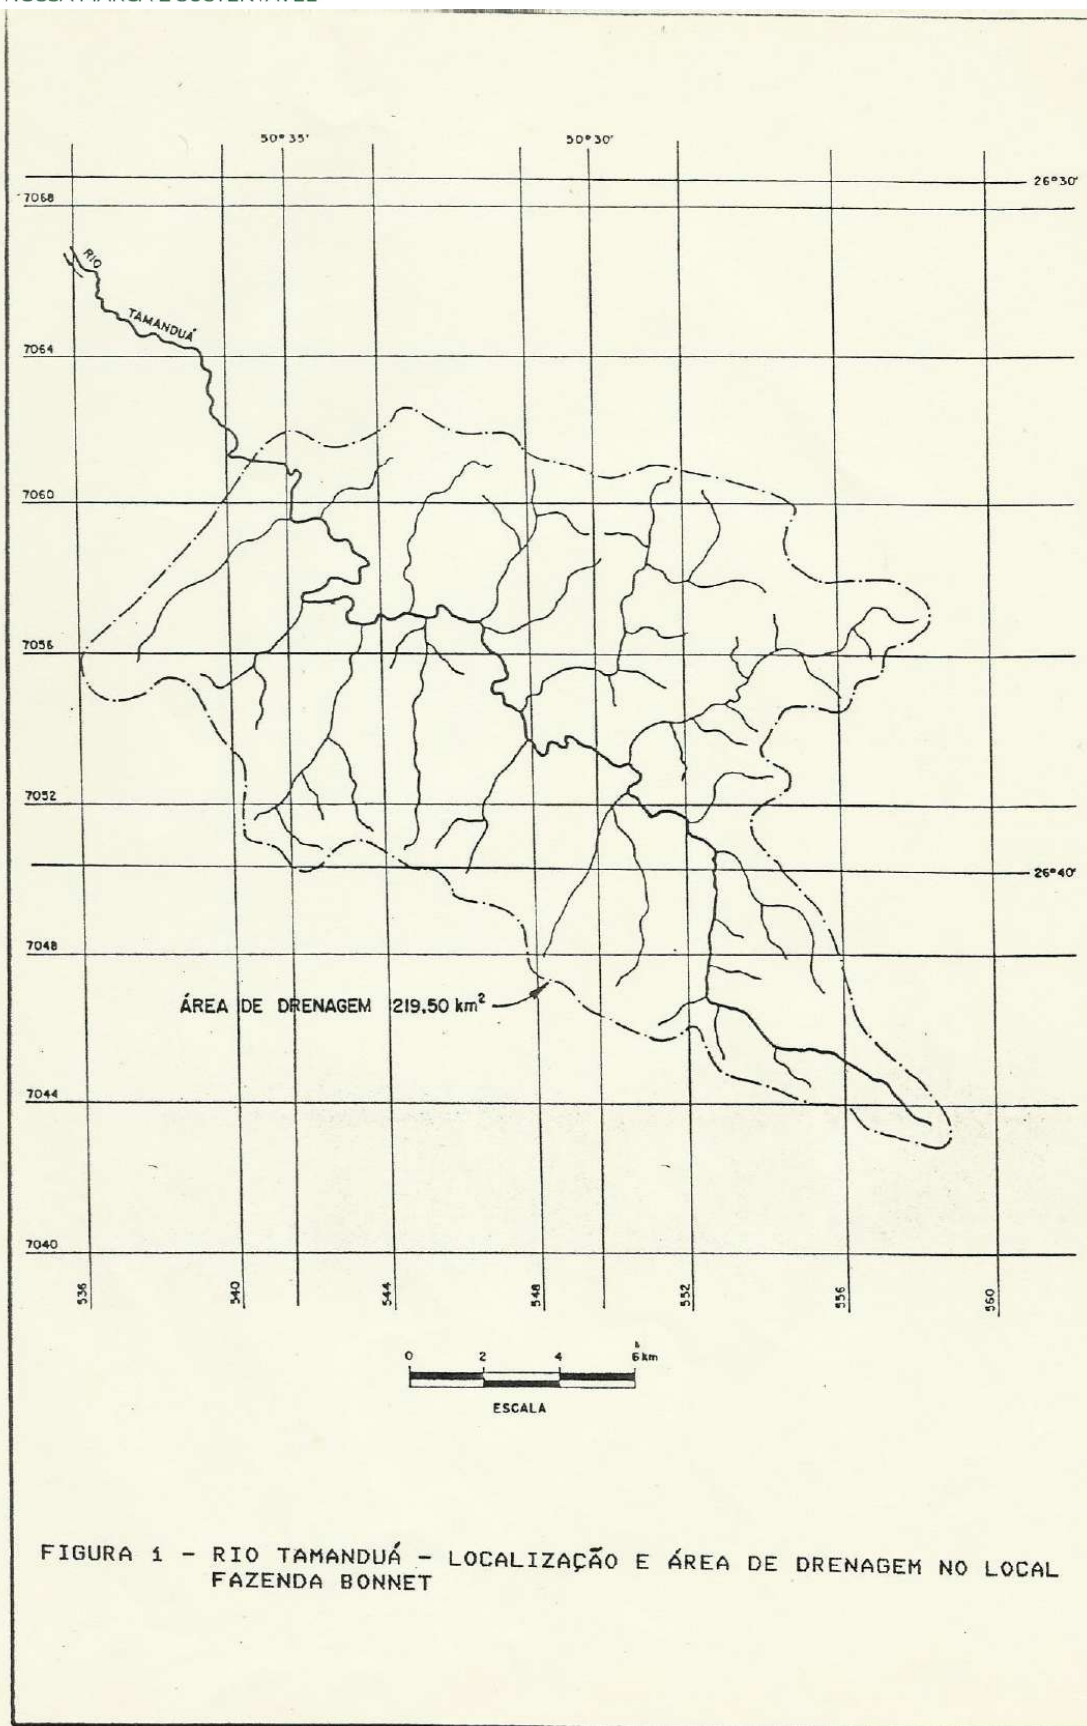 50° 35'
50° 30'
26° 30'
7068
RIO
TAMANDUÁ
7064
7060
7056
7052
26° 40'
7048
ÁREA DE DRENAGEM 219,50 km²
7044
7040
536
540
544
548
552
556
560
0 2 4 6 km
ESCALA
FIGURA 1 - RIO TAMANDUÁ - LOCALIZAÇÃO E ÁREA DE DRENAGEM NO LOCAL
FAZENDA BONNET